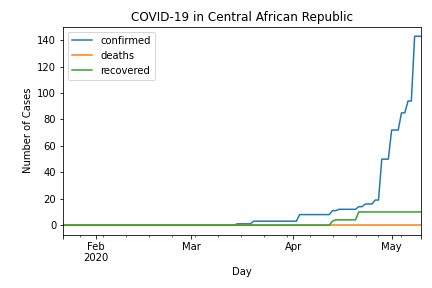 COVID-19 in Central African Republic
confirmed
deaths
recovered
Number of Cases
140
120
100
80
60
40
20
0
Feb
2020
Mar
Apr
May
Day